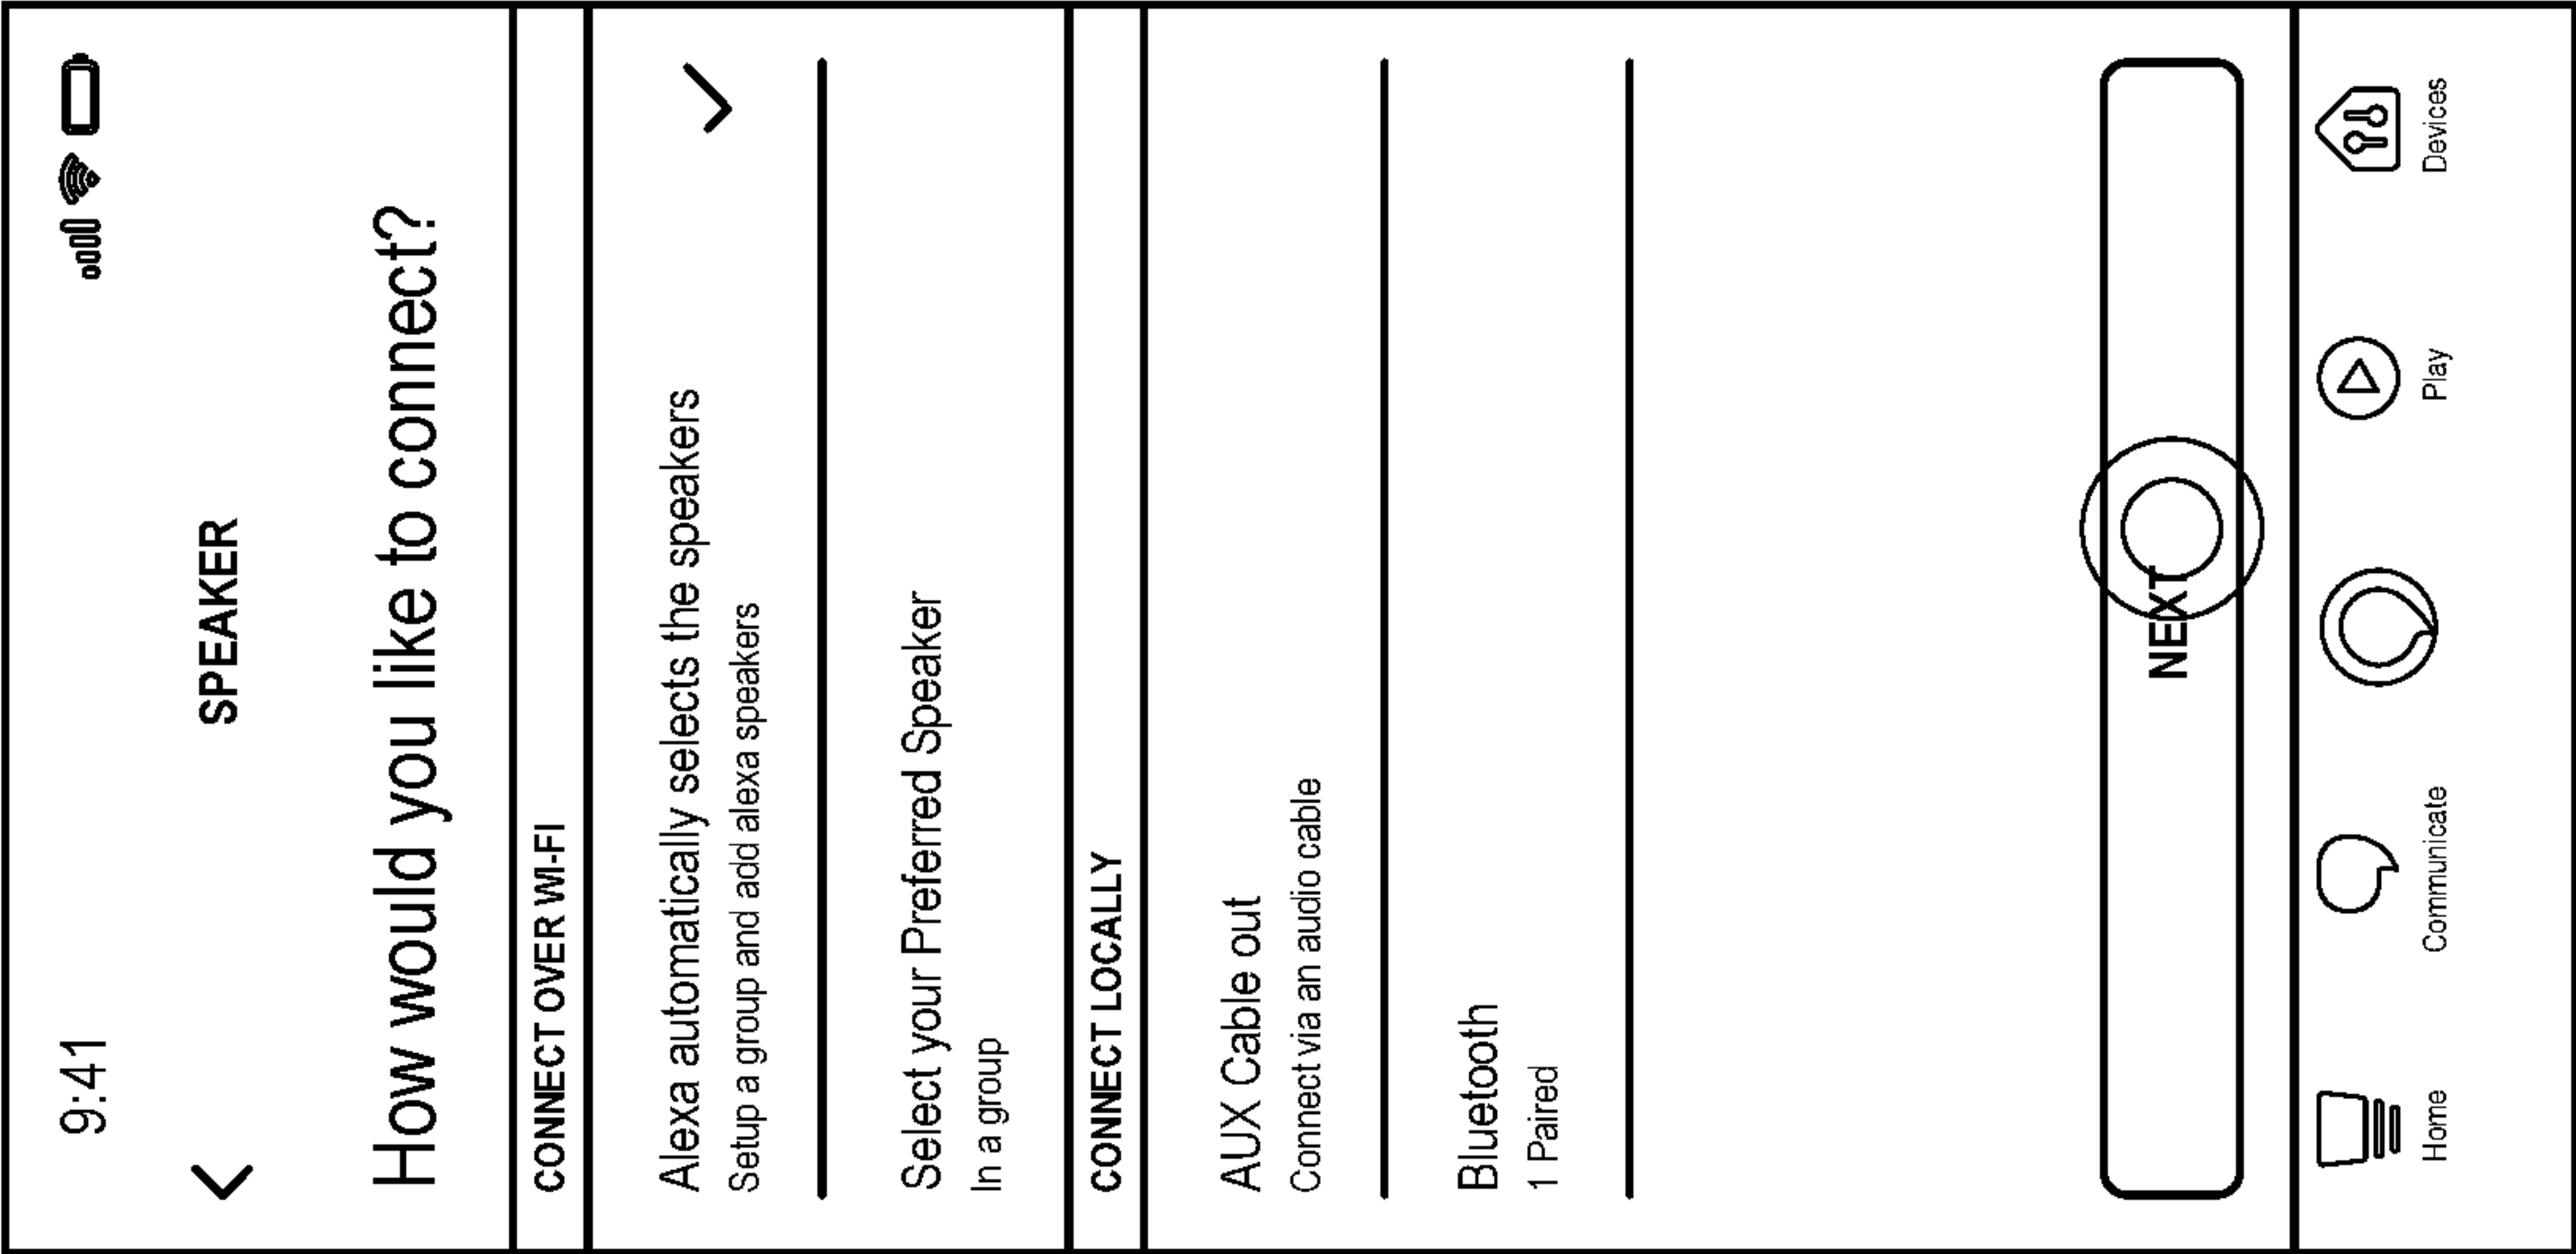 9:41
SPEAKER
How would you like to connect?
CONNECT OVER WI-FI
Alexa automatically selects the speakers
Setup a group and add alexa speakers
Select your Preferred Speaker
In a group
CONNECT LOCALLY
AUX Cable out
Connect via an audio cable
Bluetooth
1 Paired
NEXT
Home
Communicate
Play
Devices